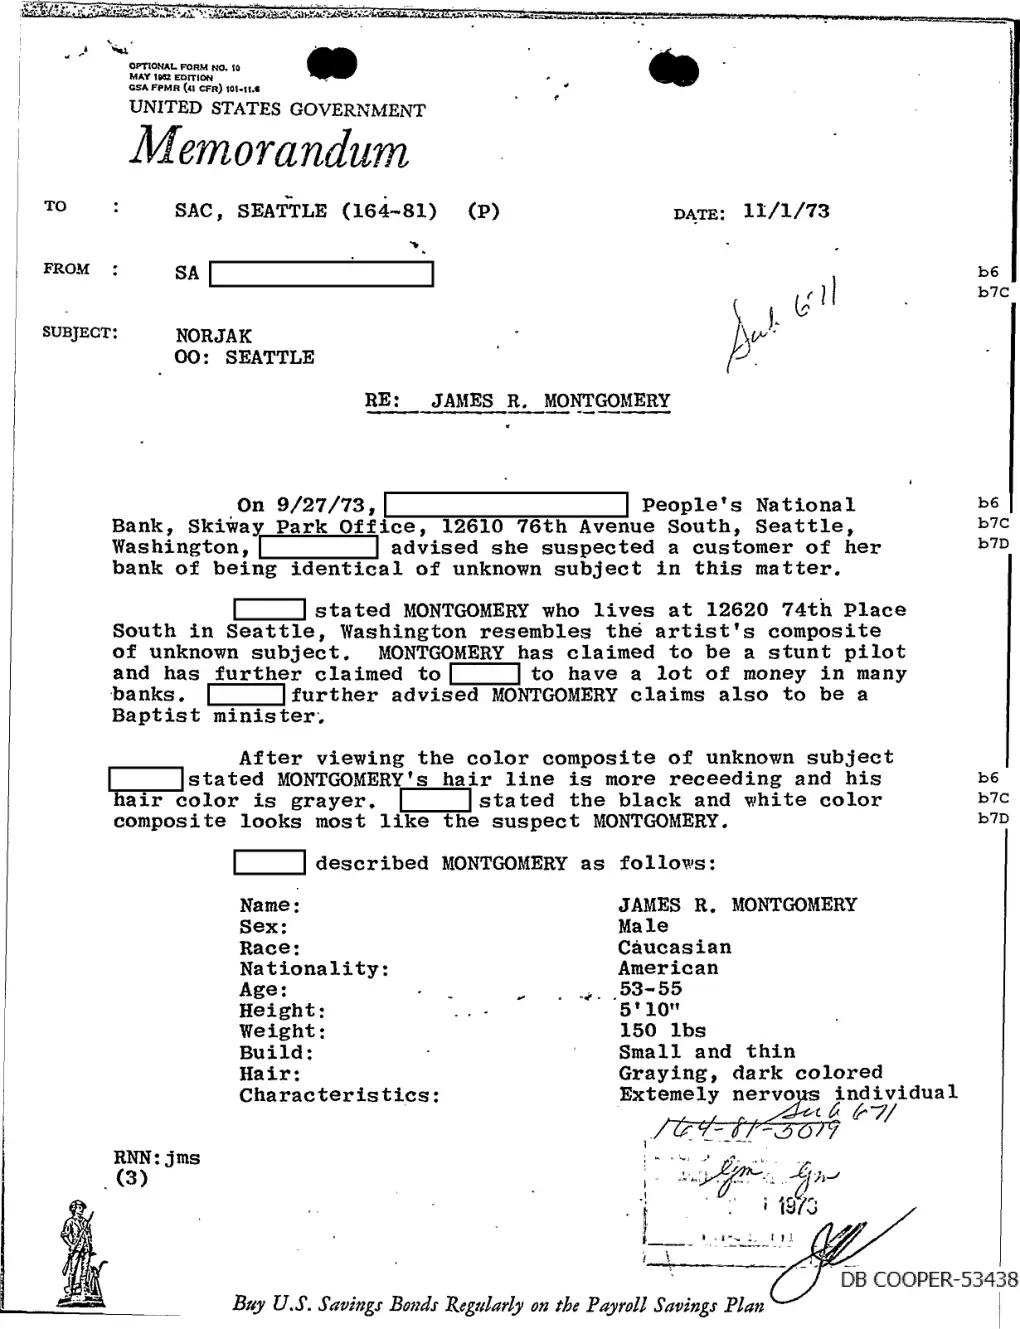 OPTIONAL FORM NO. 10
MAY 1962 EDITION
GSA FPMR (41 CFR) 101-11.6
UNITED STATES GOVERNMENT
Memorandum
TO : SAC, SEATTLE (164-81) (P) DATE: 11/1/73
FROM : SA b6
b7C
Sub 671
SUBJECT: NORJAK
OO: SEATTLE
RE: JAMES R. MONTGOMERY
On 9/27/73, People's National b6
Bank, Skiway Park Office, 12610 76th Avenue South, Seattle, b7C
Washington, advised she suspected a customer of her b7D
bank of being identical of unknown subject in this matter.
stated MONTGOMERY who lives at 12620 74th Place
South in Seattle, Washington resembles the artist's composite
of unknown subject. MONTGOMERY has claimed to be a stunt pilot
and has further claimed to to have a lot of money in many
banks. further advised MONTGOMERY claims also to be a
Baptist minister.
After viewing the color composite of unknown subject
stated MONTGOMERY's hair line is more receeding and his b6
hair color is grayer. stated the black and white color b7C
composite looks most like the suspect MONTGOMERY. b7D
described MONTGOMERY as follows:
Name: JAMES R. MONTGOMERY
Sex: Male
Race: Caucasian
Nationality: American
Age: 53-55
Height: 5'10"
Weight: 150 lbs
Build: Small and thin
Hair: Graying, dark colored
Characteristics: Extemely nervous individual
Sub 671
164-81-5019
RNN:jms
(3)
1973
DB COOPER-53438
Buy U.S. Savings Bonds Regularly on the Payroll Savings Plan